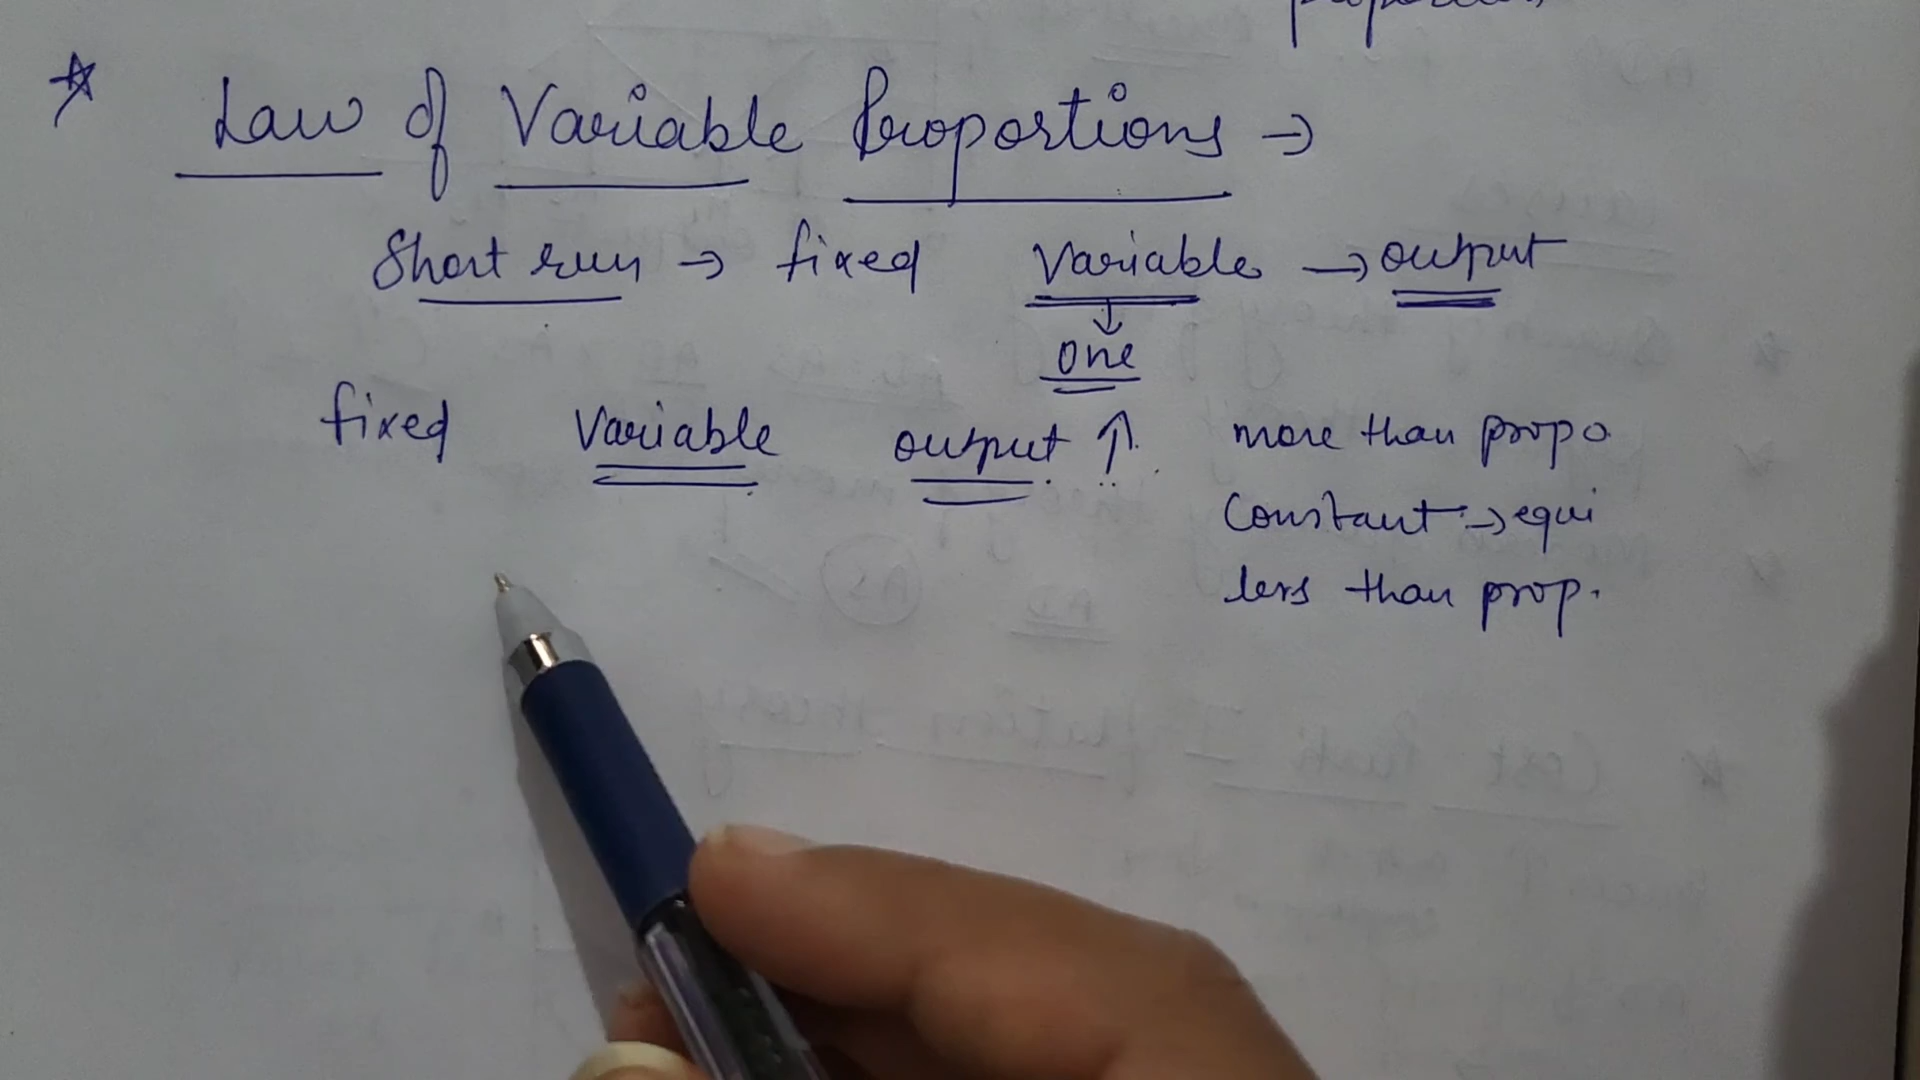 ☆ Law of Variable Proportions →
Short run → fixed Variable → output
↓
one
fixed Variable output ↑ more than propo
Constant → equi
less than prop.